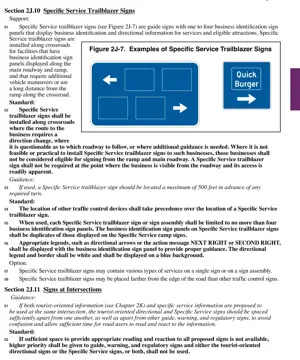 Section 2J.10 Specific Service Trailblazer Signs
Support:
Specific Service trailblazer signs (see Figure 2J-7) are guide signs with one to four business identification sign
panels that display business identification and directional information for services and eligible attractions. Specific
Service trailblazer signs are
installed along crossroads
for facilities that have
business identification sign
panels displayed along the
main roadway and ramp,
and that require additional
vehicle maneuvers or are
a long distance from the
ramp along the crossroad.
Figure 2J-7. Examples of Specific Service Trailblazer Signs
Quick
Burger
Standard:
Specific Service
trailblazer signs shall be
installed along crossroads
where the route to the
business requires a
direction change, where
it is questionable as to which roadway to follow, or where additional guidance is needed. Where it is not
feasible or practical to install Specific Service trailblazer signs to such businesses, those businesses shall
not be considered eligible for signing from the ramp and main roadway. A Specific Service trailblazer
sign shall not be required at the point where the business is visible from the roadway and its access is
readily apparent.
Guidance:
If used, a Specific Service trailblazer sign should be located a maximum of 500 feet in advance of any
required turn.
Standard:
The location of other traffic control devices shall take precedence over the location of a Specific Service
trailblazer sign.
When used, each Specific Service trailblazer sign or sign assembly shall be limited to no more than four
business identification sign panels. The business identification sign panels on Specific Service trailblazer signs
shall be duplicates of those displayed on the Specific Service ramp signs.
Appropriate legends, such as directional arrows or the action message NEXT RIGHT or SECOND RIGHT,
shall be displayed with the business identification sign panel to provide proper guidance. The directional
legend and border shall be white and shall be displayed on a blue background.
Option:
Specific Service trailblazer signs may contain various types of services on a single sign or on a sign assembly.
Specific Service trailblazer signs may be placed farther from the edge of the road than other traffic control signs.
Section 2J.11 Signs at Intersections
Guidance:
If both tourist-oriented information (see Chapter 2K) and specific service information are proposed to
be used at the same intersection, the tourist-oriented directional and Specific Service signs should be spaced
sufficiently apart from one another, as well as apart from other guide, warning, and regulatory signs, to avoid
confusion and allow sufficient time for road users to read and react to the information.
Standard:
If sufficient space to provide appropriate reading and reaction to all proposed signs is not available,
higher priority shall be given to guide, warning, and regulatory signs and either the tourist-oriented
directional signs or the Specific Service signs, or both, shall not be used.